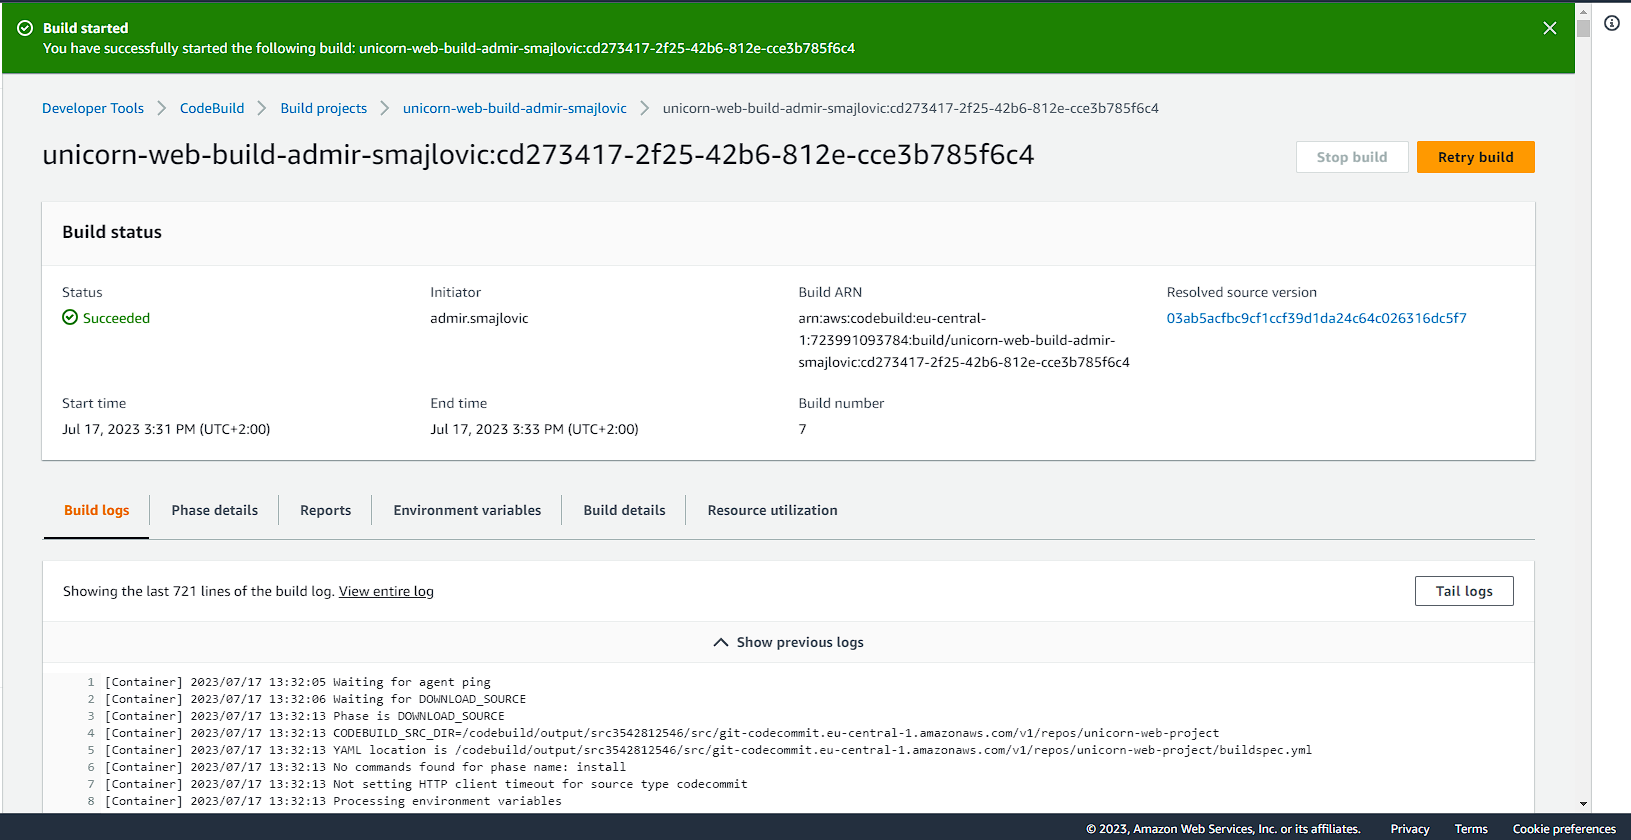 Build started
You have successfully started the following build: unicorn-web-build-admir-smajlovic:cd273417-2f25-42b6-812e-cce3b785f6c4
Developer Tools
CodeBuild
Build projects
unicorn-web-build-admir-smajlovic
unicorn-web-build-admir-smajlovic:cd273417-2f25-42b6-812e-cce3b785f6c4
unicorn-web-build-admir-smajlovic:cd273417-2f25-42b6-812e-cce3b785f6c4
Stop build
Retry build
Build status
Status
Succeeded
Initiator
admir.smajlovic
Build ARN
arn:aws:codebuild:eu-central-
1:723991093784:build/unicorn-web-build-admir-
smajlovic:cd273417-2f25-42b6-812e-cce3b785f6c4
Resolved source version
03ab5acfbc9cf1ccf39d1da24c64c026316dc5f7
Start time
Jul 17, 2023 3:31 PM (UTC+2:00)
End time
Jul 17, 2023 3:33 PM (UTC+2:00)
Build number
7
Build logs
Phase details
Reports
Environment variables
Build details
Resource utilization
Showing the last 721 lines of the build log. View entire log
Tail logs
Show previous logs
1 [Container] 2023/07/17 13:32:05 Waiting for agent ping
2 [Container] 2023/07/17 13:32:06 Waiting for DOWNLOAD_SOURCE
3 [Container] 2023/07/17 13:32:13 Phase is DOWNLOAD_SOURCE
4 [Container] 2023/07/17 13:32:13 CODEBUILD_SRC_DIR=/codebuild/output/src3542812546/src/git-codecommit.eu-central-1.amazonaws.com/v1/repos/unicorn-web-project
5 [Container] 2023/07/17 13:32:13 YAML location is /codebuild/output/src3542812546/src/git-codecommit.eu-central-1.amazonaws.com/v1/repos/unicorn-web-project/buildspec.yml
6 [Container] 2023/07/17 13:32:13 No commands found for phase name: install
7 [Container] 2023/07/17 13:32:13 Not setting HTTP client timeout for source type codecommit
8 [Container] 2023/07/17 13:32:13 Processing environment variables
© 2023, Amazon Web Services, Inc. or its affiliates.
Privacy
Terms
Cookie preferences